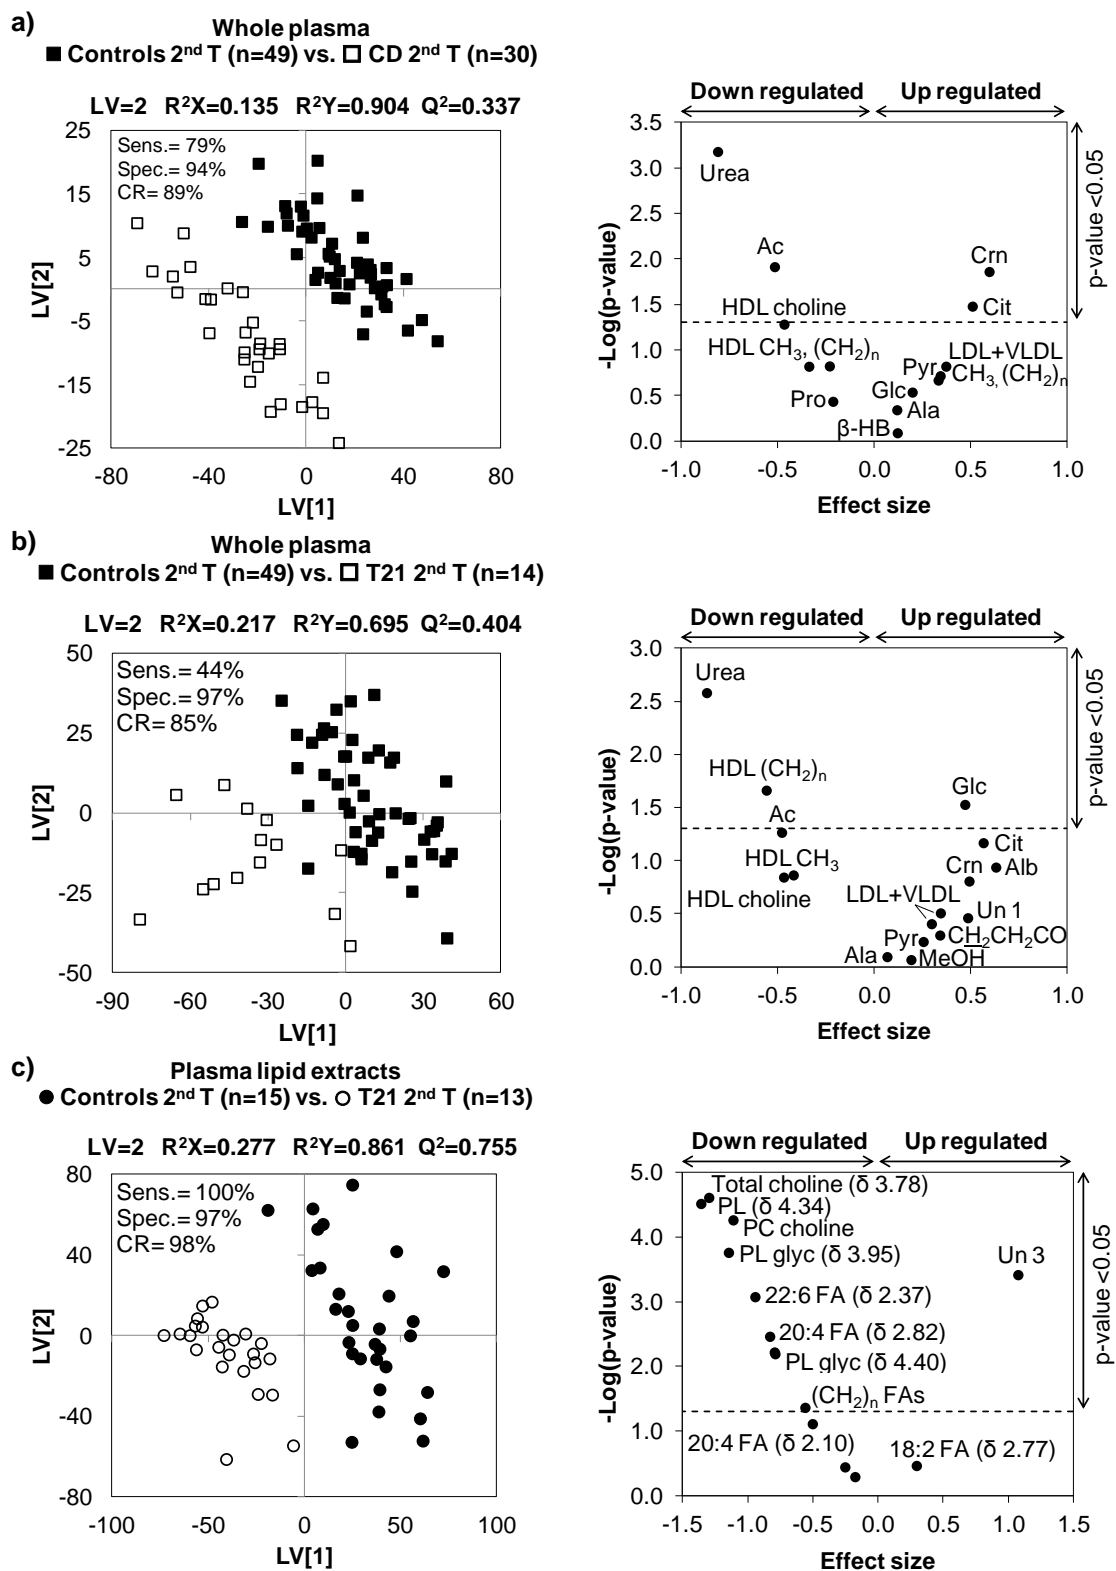 a)
Whole plasma
■ Controls 2nd T (n=49) vs. □ CD 2nd T (n=30)
LV=2 R²X=0.135 R²Y=0.904 Q²=0.337
25
15
5
-5
-15
-25
Sens.= 79%
Spec.= 94%
CR= 89%
LV[2]
-80 -40 0 40 80
LV[1]
Down regulated Up regulated
3.5
3.0
2.5
2.0
1.5
1.0
0.5
0.0
-Log(p-value)
Urea
Ac
Crn
HDL choline
Cit
HDL CH₃, (CH₂)ₙ
LDL+VLDL
Pyr
CH₃, (CH₂)ₙ
Pro
Glc
Ala
β-HB
p-value <0.05
-1.0 -0.5 0.0 0.5 1.0
Effect size
b)
Whole plasma
■ Controls 2nd T (n=49) vs. □ T21 2nd T (n=14)
LV=2 R²X=0.217 R²Y=0.695 Q²=0.404
50
25
0
-25
-50
Sens.= 44%
Spec.= 97%
CR= 85%
LV[2]
-90 -60 -30 0 30 60
LV[1]
Down regulated Up regulated
3.0
2.5
2.0
1.5
1.0
0.5
0.0
-Log(p-value)
Urea
HDL (CH₂)ₙ
Glc
Ac
Cit
HDL CH₃
Alb
Crn
HDL choline
LDL+VLDL
Un 1
Pyr
CH₂CH₂CO
Ala
MeOH
p-value <0.05
-1.0 -0.5 0.0 0.5 1.0
Effect size
c)
Plasma lipid extracts
● Controls 2nd T (n=15) vs. ○ T21 2nd T (n=13)
LV=2 R²X=0.277 R²Y=0.861 Q²=0.755
80
40
0
-40
-80
Sens.= 100%
Spec.= 97%
CR= 98%
LV[2]
-100 -50 0 50 100
LV[1]
Down regulated Up regulated
5.0
4.0
3.0
2.0
1.0
0.0
-Log(p-value)
Total choline (δ 3.78)
PL (δ 4.34)
PC choline
PL glyc (δ 3.95)
Un 3
22:6 FA (δ 2.37)
20:4 FA (δ 2.82)
PL glyc (δ 4.40)
(CH₂)ₙ FAs
20:4 FA (δ 2.10)
18:2 FA (δ 2.77)
p-value <0.05
-1.5 -1.0 -0.5 0.0 0.5 1.0 1.5
Effect size